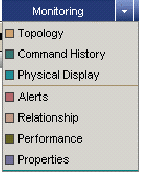 Monitoring
Topology
Command History
Physical Display
Alerts
Relationship
Performance
Properties